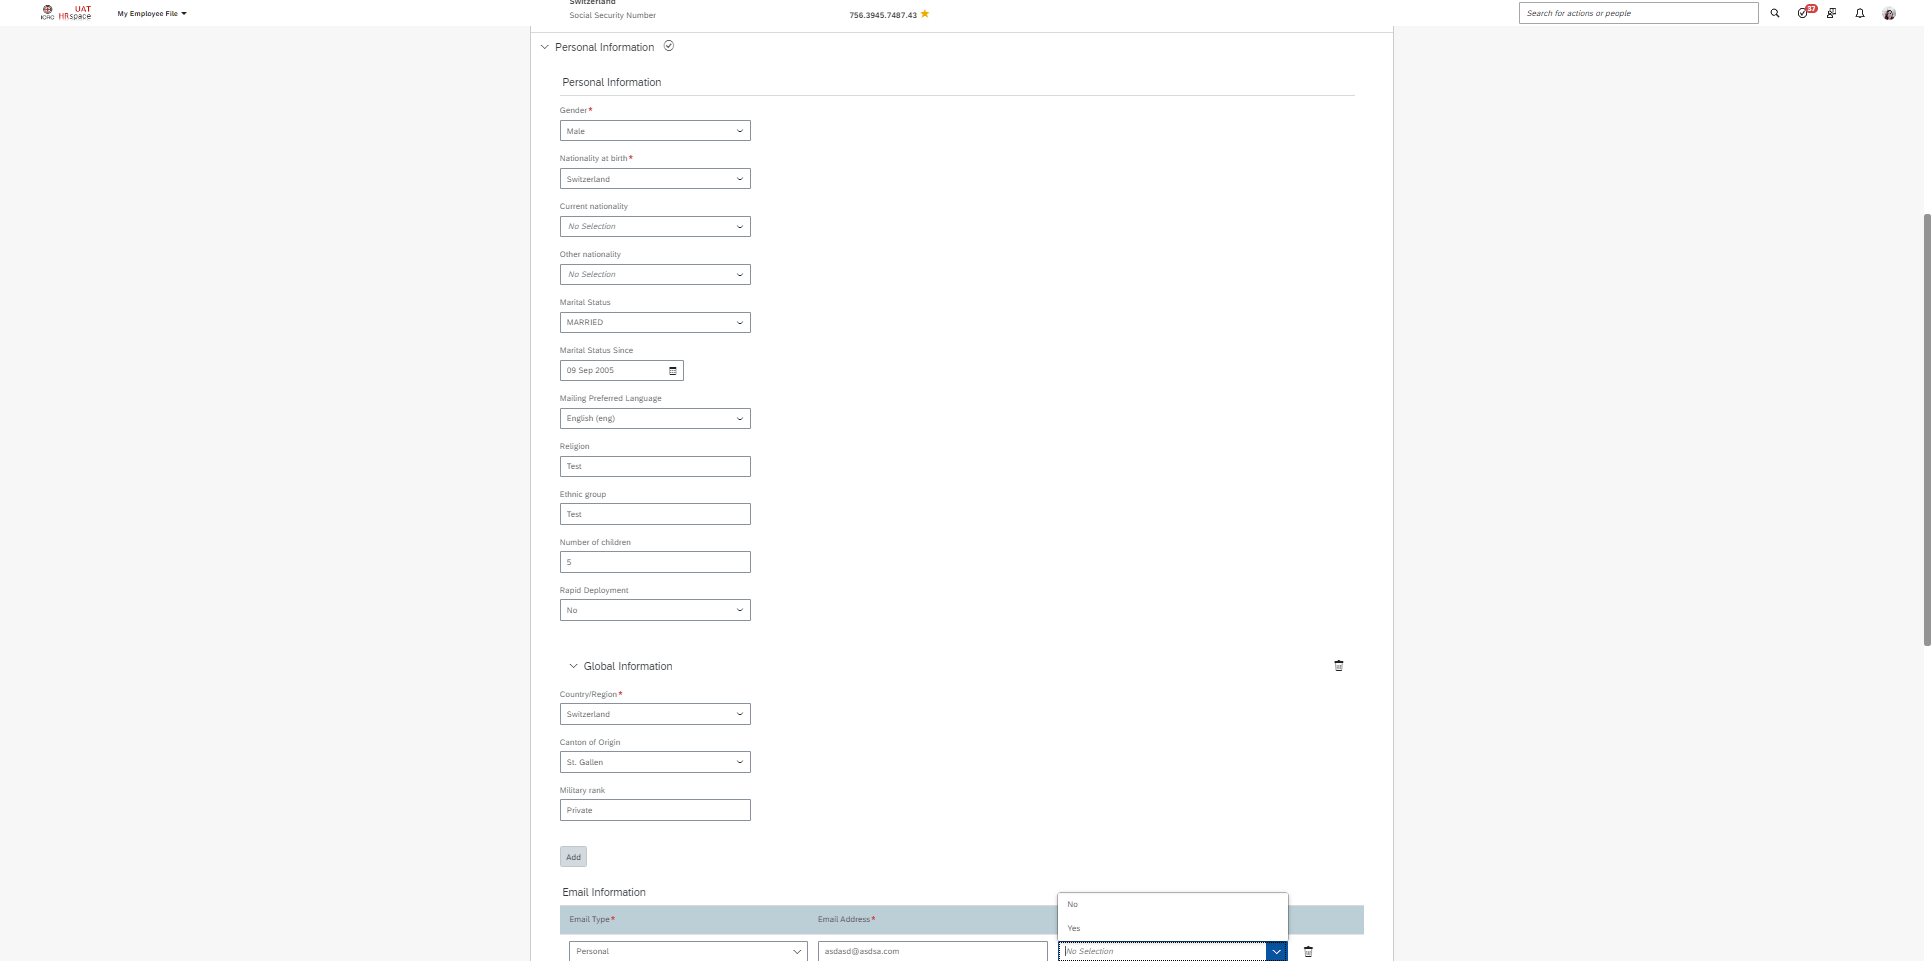 ICRC
UAT
HRspace
My Employee File
Switzerland
Social Security Number
756.3945.7487.43
Search for actions or people
37
Personal Information
Personal Information
Gender*
Male
Nationality at birth*
Switzerland
Current nationality
No Selection
Other nationality
No Selection
Marital Status
MARRIED
Marital Status Since
09 Sep 2005
Mailing Preferred Language
English (eng)
Religion
Test
Ethnic group
Test
Number of children
5
Rapid Deployment
No
Global Information
Country/Region*
Switzerland
Canton of Origin
St. Gallen
Military rank
Private
Add
Email Information
Email Type*
Email Address*
No
Yes
Personal
asdasd@asdsa.com
No Selection